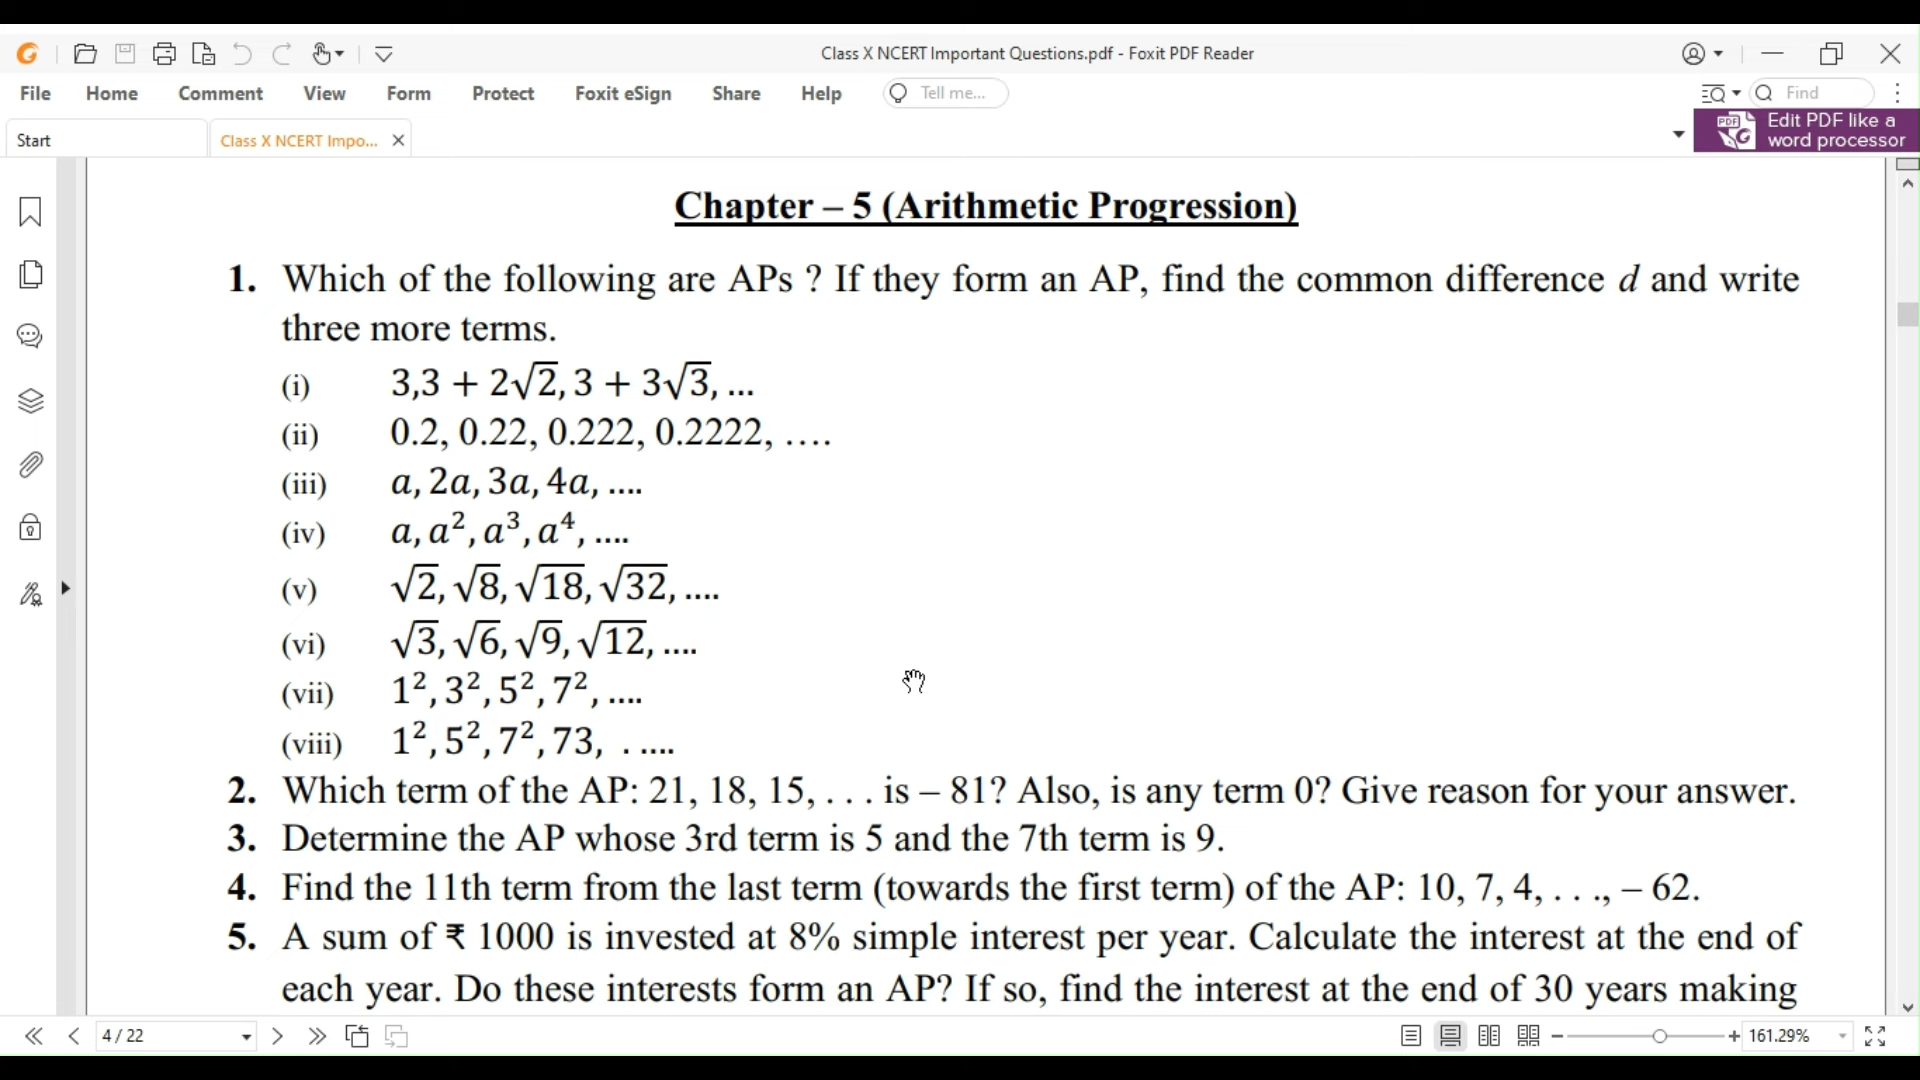 Class X NCERT Important Questions.pdf - Foxit PDF Reader
File Home Comment View Form Protect Foxit eSign Share Help Tell me... Find
Start Class X NCERT Impo... Edit PDF like a
word processor
Chapter – 5 (Arithmetic Progression)
1. Which of the following are APs ? If they form an AP, find the common difference d and write
three more terms.
(i) 3,3 + 2√2, 3 + 3√3, ...
(ii) 0.2, 0.22, 0.222, 0.2222, ….
(iii) a, 2a, 3a, 4a, ....
(iv) a, a², a³, a⁴, ....
(v) √2, √8, √18, √32, ....
(vi) √3, √6, √9, √12, ....
(vii) 1², 3², 5², 7², ....
(viii) 1², 5², 7², 73, . ....
2. Which term of the AP: 21, 18, 15, . . . is – 81? Also, is any term 0? Give reason for your answer.
3. Determine the AP whose 3rd term is 5 and the 7th term is 9.
4. Find the 11th term from the last term (towards the first term) of the AP: 10, 7, 4, . . ., – 62.
5. A sum of ₹ 1000 is invested at 8% simple interest per year. Calculate the interest at the end of
each year. Do these interests form an AP? If so, find the interest at the end of 30 years making
4 / 22 161.29%